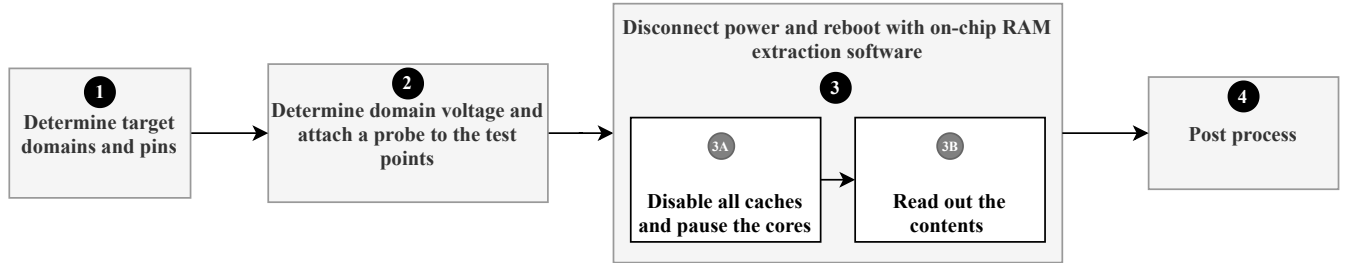 1
Determine target
domains and pins
2
Determine domain voltage and
attach a probe to the test
points
Disconnect power and reboot with on-chip RAM
extraction software
3
3A
Disable all caches
and pause the cores
3B
Read out the
contents
4
Post process